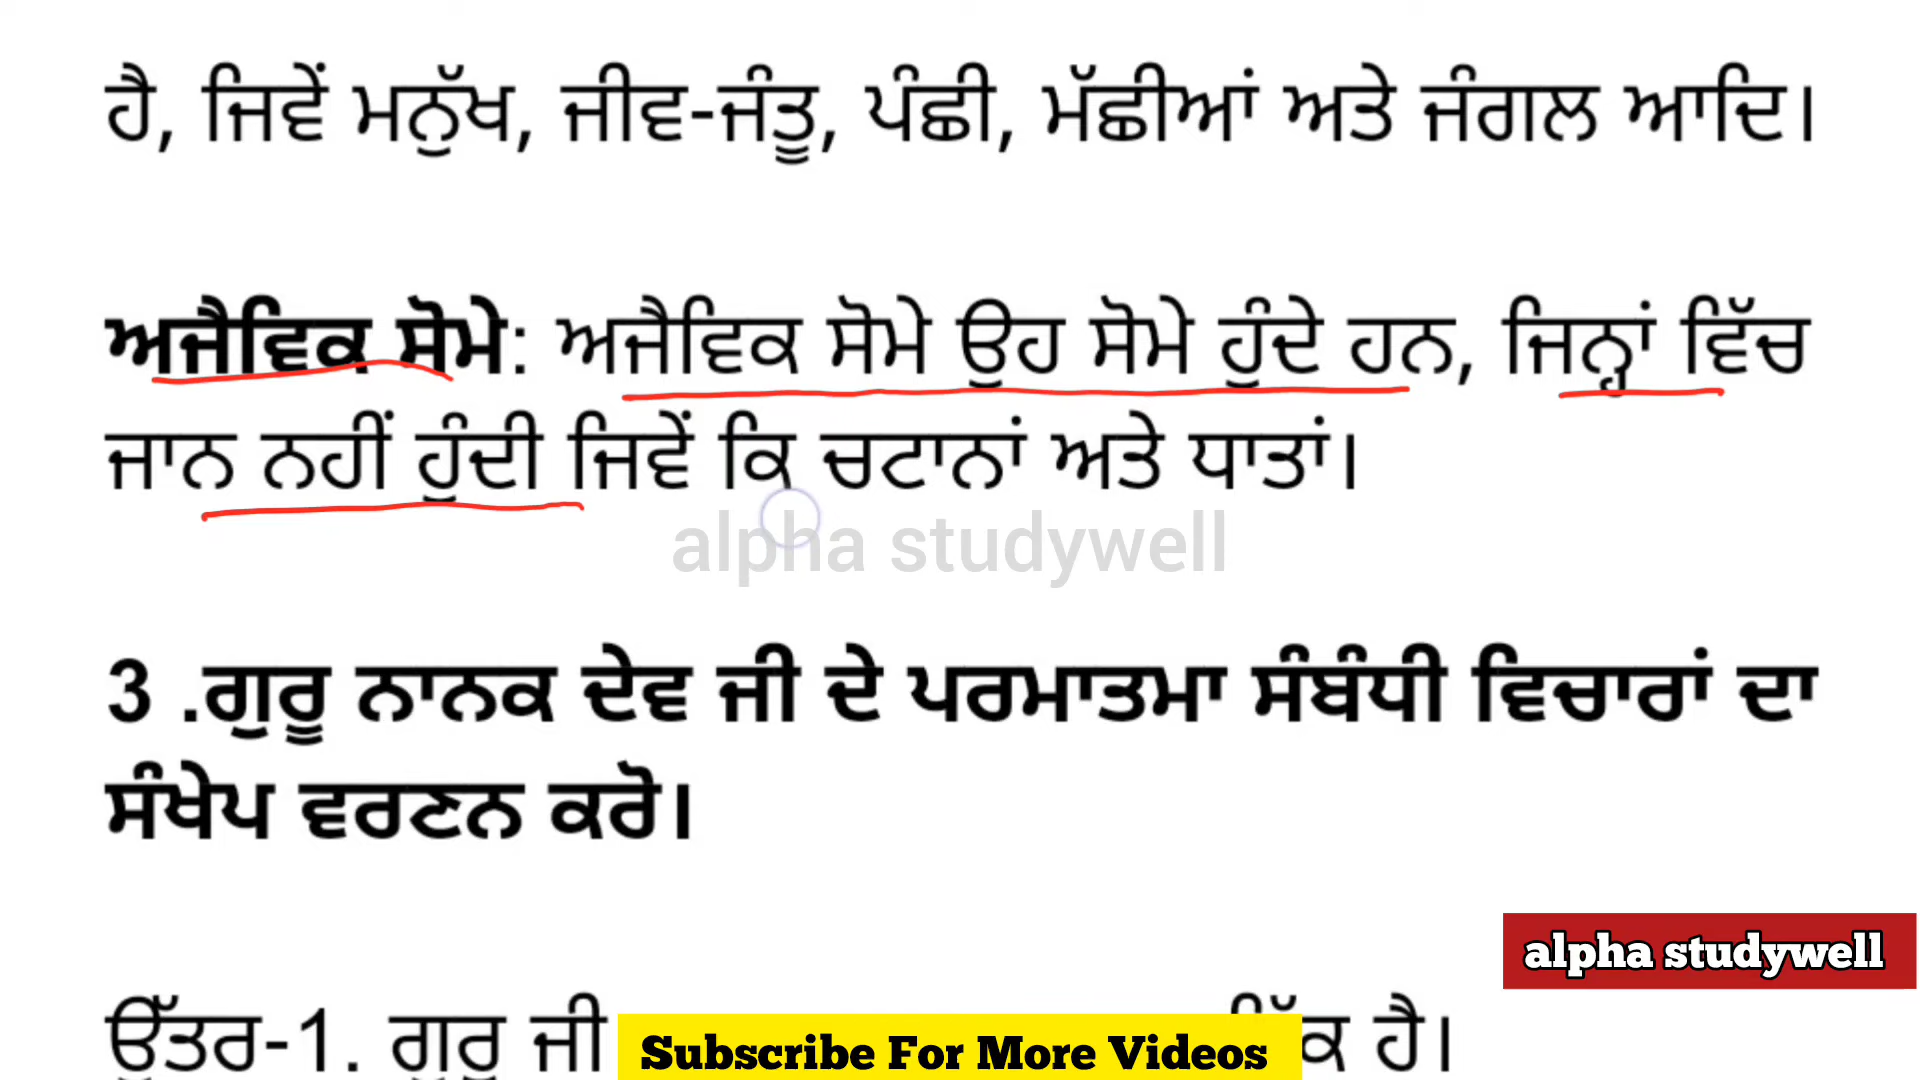 ਹੈ, ਜਿਵੇਂ ਮਨੁੱਖ, ਜੀਵ-ਜੰਤੂ, ਪੰਛੀ, ਮੱਛੀਆਂ ਅਤੇ ਜੰਗਲ ਆਦਿ।
ਅਜੈਵਿਕ ਸੋਮੇ: ਅਜੈਵਿਕ ਸੋਮੇ ਉਹ ਸੋਮੇ ਹੁੰਦੇ ਹਨ, ਜਿਨ੍ਹਾਂ ਵਿੱਚ
ਜਾਨ ਨਹੀਂ ਹੁੰਦੀ ਜਿਵੇਂ ਕਿ ਚਟਾਨਾਂ ਅਤੇ ਧਾਤਾਂ।
alpha studywell
3 .ਗੁਰੂ ਨਾਨਕ ਦੇਵ ਜੀ ਦੇ ਪਰਮਾਤਮਾ ਸੰਬੰਧੀ ਵਿਚਾਰਾਂ ਦਾ
ਸੰਖੇਪ ਵਰਣਨ ਕਰੋ।
alpha studywell
ਉੱਤਰ-1. ਗੁਰੂ ਜੀ ਹੈ।
Subscribe For More Videos